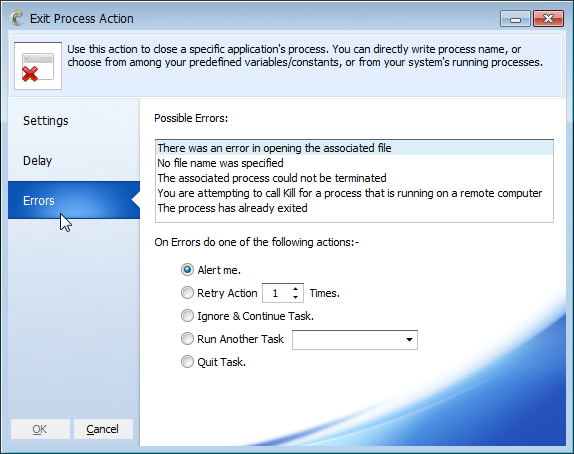 Exit Process Action
Use this action to close a specific application's process. You can directly write process name, or
choose from among your predefined variables/constants, or from your system's running processes.
Settings
Delay
Errors
Possible Errors:
There was an error in opening the associated file
No file name was specified
The associated process could not be terminated
You are attempting to call Kill for a process that is running on a remote computer
The process has already exited
On Errors do one of the following actions:-
Alert me.
Retry Action 1 Times.
Ignore & Continue Task.
Run Another Task
Quit Task.
OK Cancel